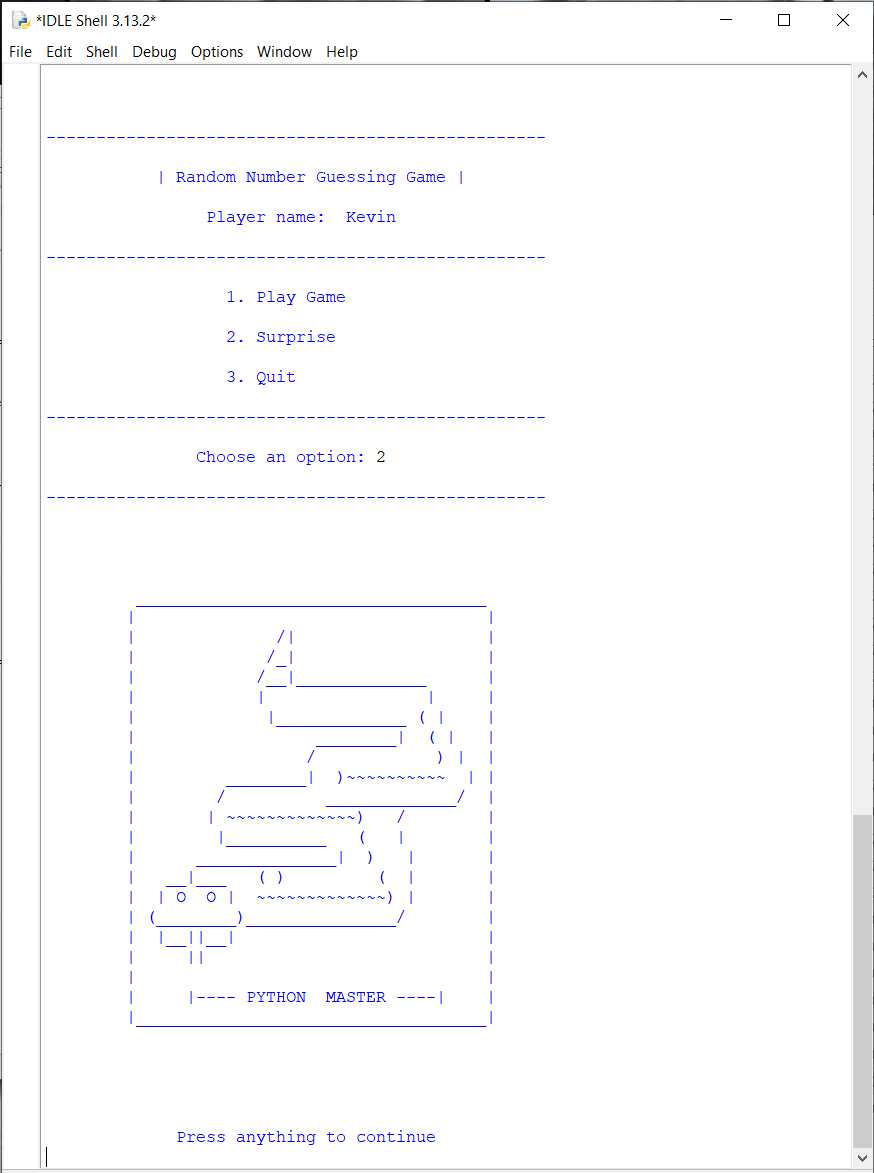 *IDLE Shell 3.13.2*
File Edit Shell Debug Options Window Help
--------------------------------------------------
| Random Number Guessing Game |
Player name:  Kevin
--------------------------------------------------
1. Play Game
2. Surprise
3. Quit
--------------------------------------------------
Choose an option: 2
--------------------------------------------------
|---- PYTHON  MASTER ----|
Press anything to continue